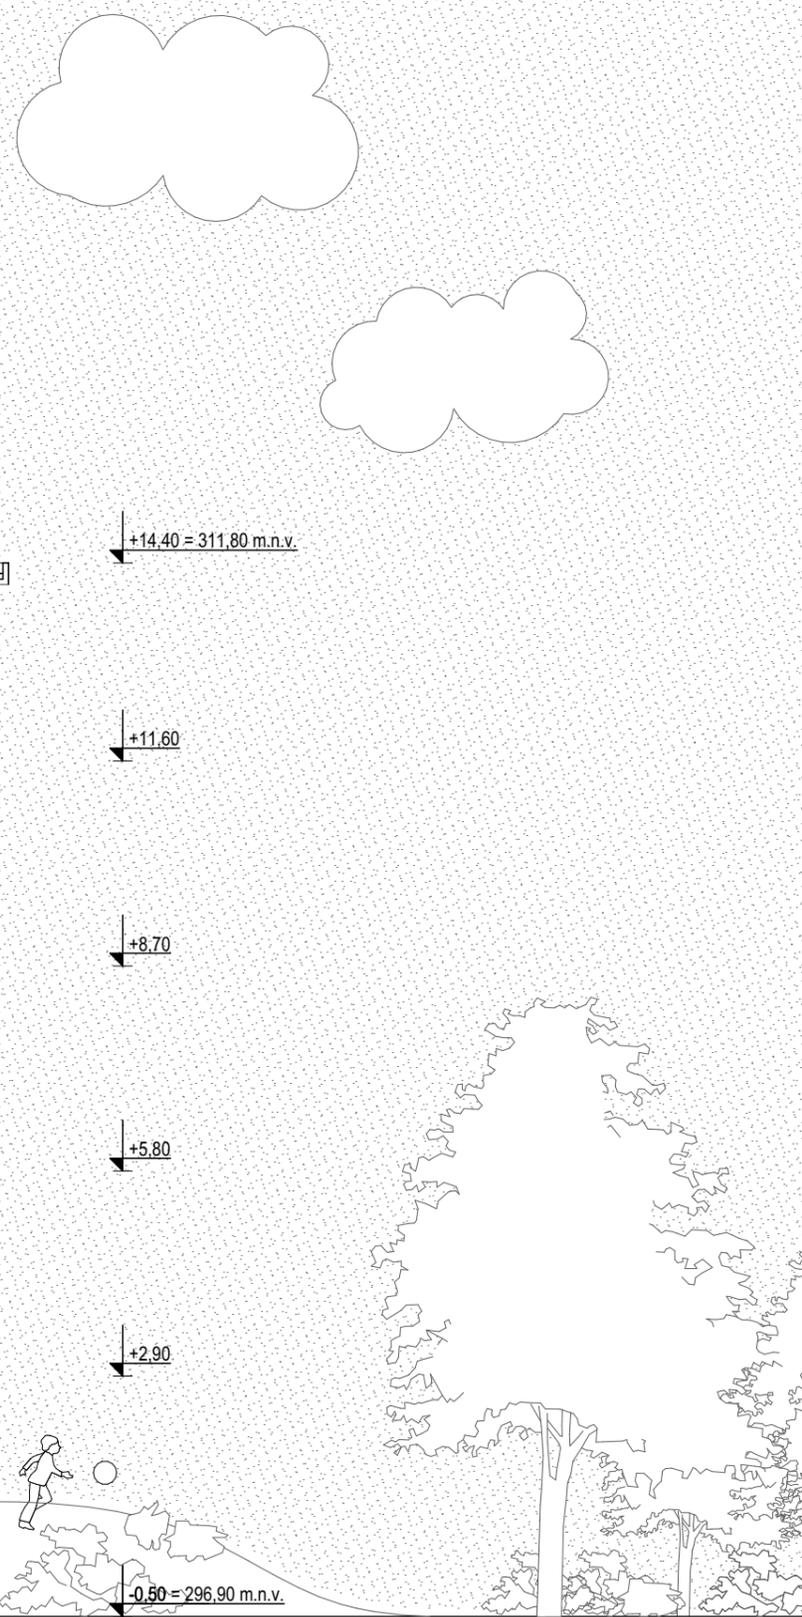 +14,40 = 311,80 m.n.v.
+11,60
+8,70
+5,80
+2,90
-0,50 = 296,90 m.n.v.